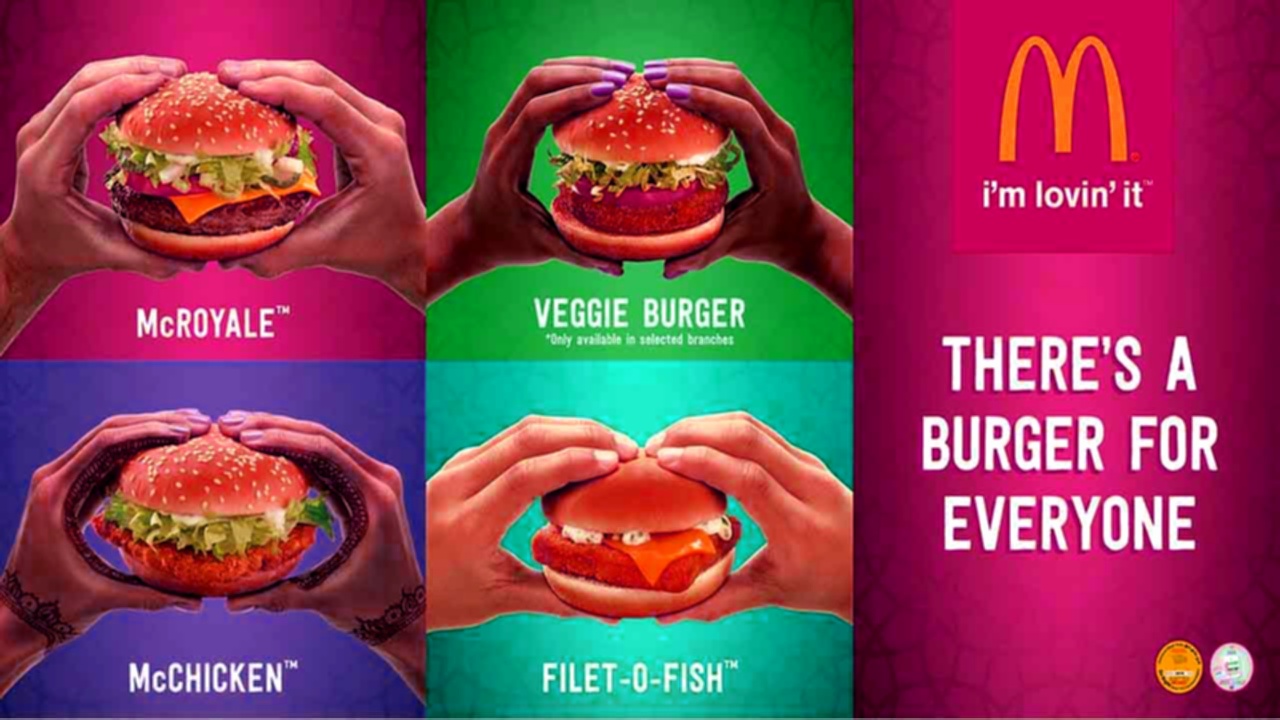 McROYALE™
VEGGIE BURGER
*Only available in selected branches
McCHICKEN™
FILET-O-FISH™
i'm lovin' it™
THERE'S A
BURGER FOR
EVERYONE